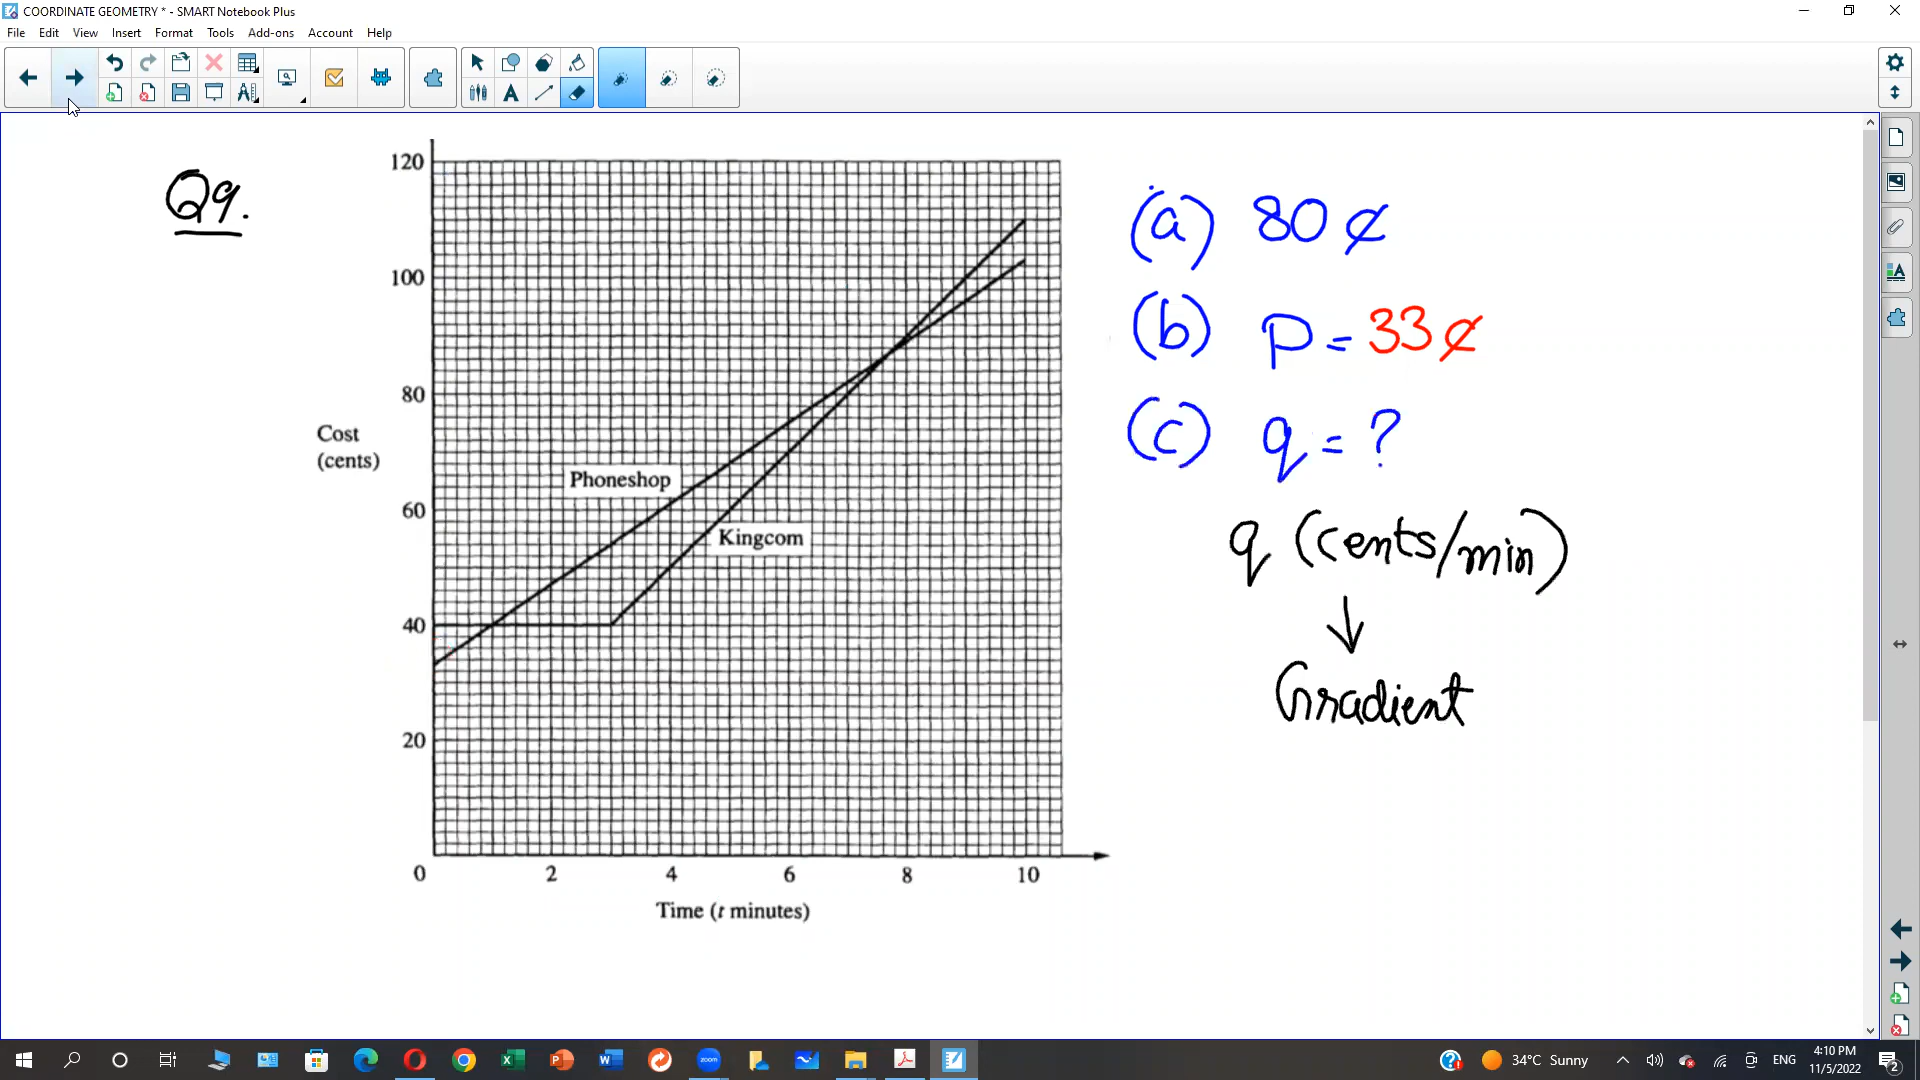 COORDINATE GEOMETRY * - SMART Notebook Plus
File Edit View Insert Format Tools Add-ons Account Help
Q9.
(a) 80 ¢
(b) P = 33 ¢
(c) q = ?
q (cents/min)
↓
Gradient
120
100
80
60
40
20
0
2 4 6 8 10
Cost
(cents)
Phoneshop
Kingcom
Time (t minutes)
zoom
34°C Sunny
ENG
4:10 PM
11/5/2022
2